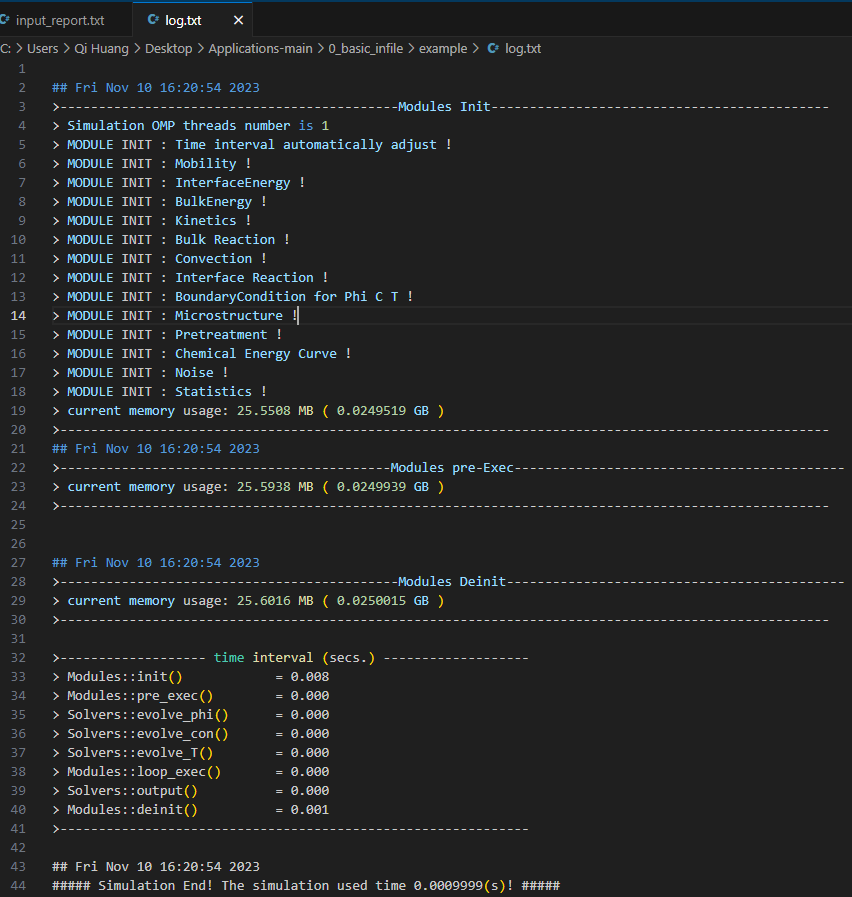 input_report.txt
log.txt
C: > Users > Qi Huang > Desktop > Applications-main > 0_basic_infile > example > log.txt
1
2 ## Fri Nov 10 16:20:54 2023
3 >--------------------------------------------Modules Init--------------------------------------------
4 > Simulation OMP threads number is 1
5 > MODULE INIT : Time interval automatically adjust !
6 > MODULE INIT : Mobility !
7 > MODULE INIT : InterfaceEnergy !
8 > MODULE INIT : BulkEnergy !
9 > MODULE INIT : Kinetics !
10 > MODULE INIT : Bulk Reaction !
11 > MODULE INIT : Convection !
12 > MODULE INIT : Interface Reaction !
13 > MODULE INIT : BoundaryCondition for Phi C T !
14 > MODULE INIT : Microstructure !
15 > MODULE INIT : Pretreatment !
16 > MODULE INIT : Chemical Energy Curve !
17 > MODULE INIT : Noise !
18 > MODULE INIT : Statistics !
19 > current memory usage: 25.5508 MB ( 0.0249519 GB )
20 >----------------------------------------------------------------------------------------------------
21 ## Fri Nov 10 16:20:54 2023
22 >-------------------------------------------Modules pre-Exec-------------------------------------------
23 > current memory usage: 25.5938 MB ( 0.0249939 GB )
24 >----------------------------------------------------------------------------------------------------
25
26
27 ## Fri Nov 10 16:20:54 2023
28 >--------------------------------------------Modules Deinit--------------------------------------------
29 > current memory usage: 25.6016 MB ( 0.0250015 GB )
30 >----------------------------------------------------------------------------------------------------
31
32 >------------------- time interval (secs.) -------------------
33 > Modules::init() = 0.008
34 > Modules::pre_exec() = 0.000
35 > Solvers::evolve_phi() = 0.000
36 > Solvers::evolve_con() = 0.000
37 > Solvers::evolve_T() = 0.000
38 > Modules::loop_exec() = 0.000
39 > Solvers::output() = 0.000
40 > Modules::deinit() = 0.001
41 >-------------------------------------------------------------
42
43 ## Fri Nov 10 16:20:54 2023
44 ##### Simulation End! The simulation used time 0.0009999(s)! #####